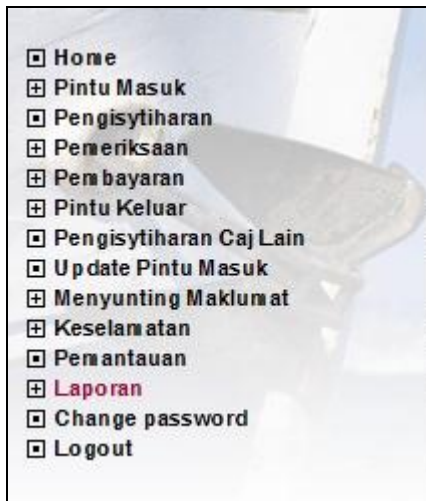 Home
Pintu Masuk
Pengisytiharan
Pemeriksaan
Pembayaran
Pintu Keluar
Pengisytiharan Caj Lain
Update Pintu Masuk
Menyunting Maklumat
Keselamatan
Pemantauan
Laporan
Change password
Logout